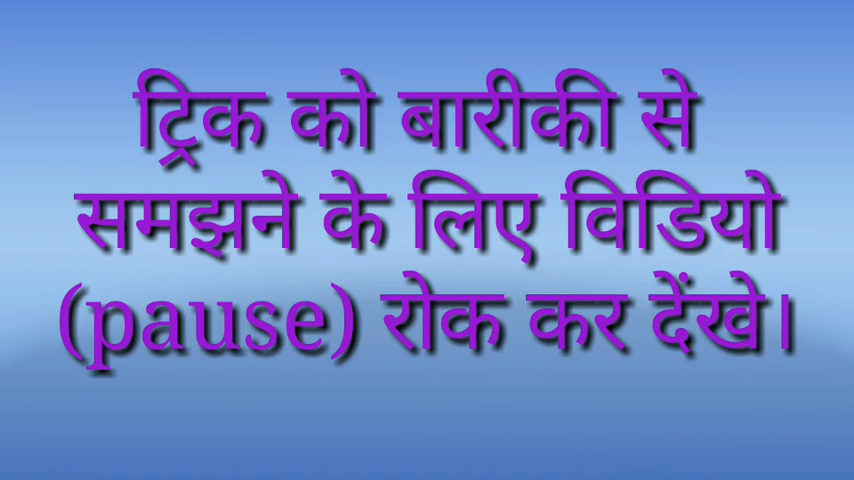 ट्रिक को बारीकी से
समझने के लिए विडियो
(pause) रोक कर देंखे।